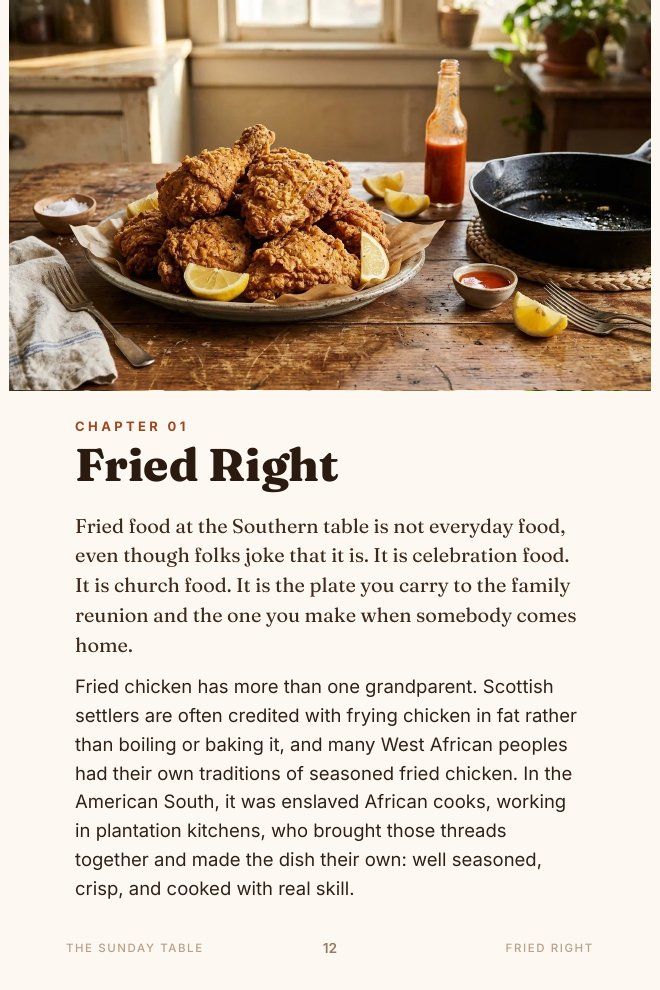 CHAPTER 01
Fried Right
Fried food at the Southern table is not everyday food,
even though folks joke that it is. It is celebration food.
It is church food. It is the plate you carry to the family
reunion and the one you make when somebody comes
home.
Fried chicken has more than one grandparent. Scottish
settlers are often credited with frying chicken in fat rather
than boiling or baking it, and many West African peoples
had their own traditions of seasoned fried chicken. In the
American South, it was enslaved African cooks, working
in plantation kitchens, who brought those threads
together and made the dish their own: well seasoned,
crisp, and cooked with real skill.
THE SUNDAY TABLE
12
FRIED RIGHT